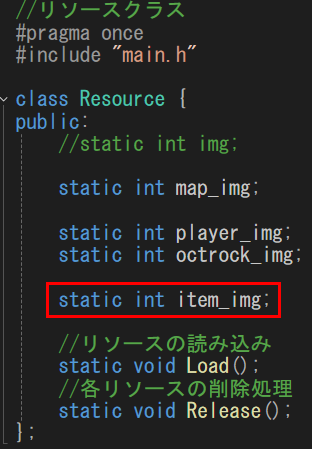 //リソースクラス
#pragma once
#include "main.h"
class Resource {
public:
//static int img;
static int map_img;
static int player_img;
static int octrock_img;
static int item_img;
//リソースの読み込み
static void Load();
//各リソースの削除処理
static void Release();
};